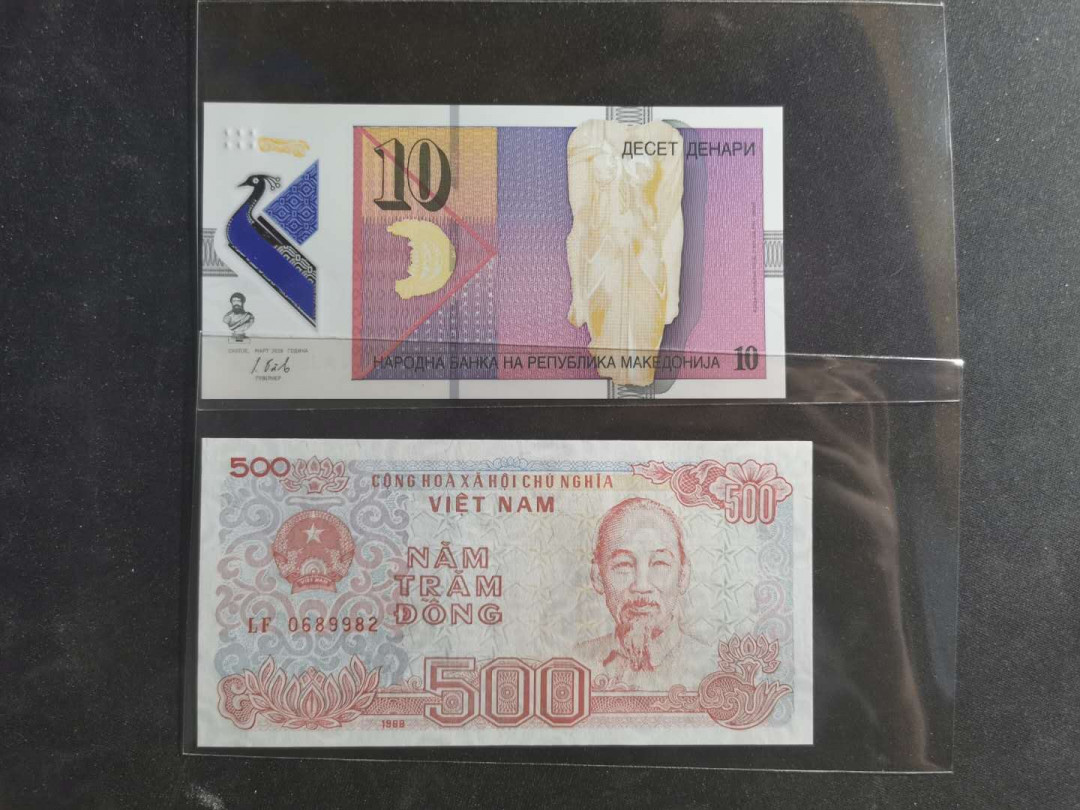 10
ДЕСЕТ ДЕНАРИ
НАРОДНА БАНКА НА РЕПУБЛИКА МАКЕДОНИЈА 10
500
CỘNG HOÀ XÃ HỘI CHỦ NGHĨA
VIỆT NAM
500
NĂM
TRĂM
ĐỒNG
LF 0689982
500
1988